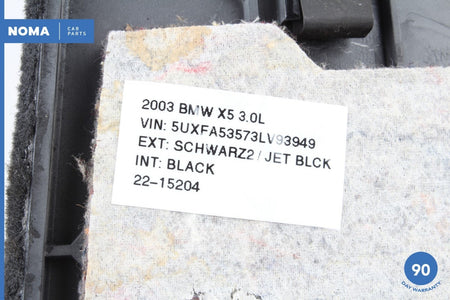 NOMA CAR
PARTS
2003 BMW X5 3.0L
VIN: 5UXFA53573LV93949
EXT: SCHWARZ2 / JET BLCK
INT: BLACK
22-15204
90
DAY WARRANTY